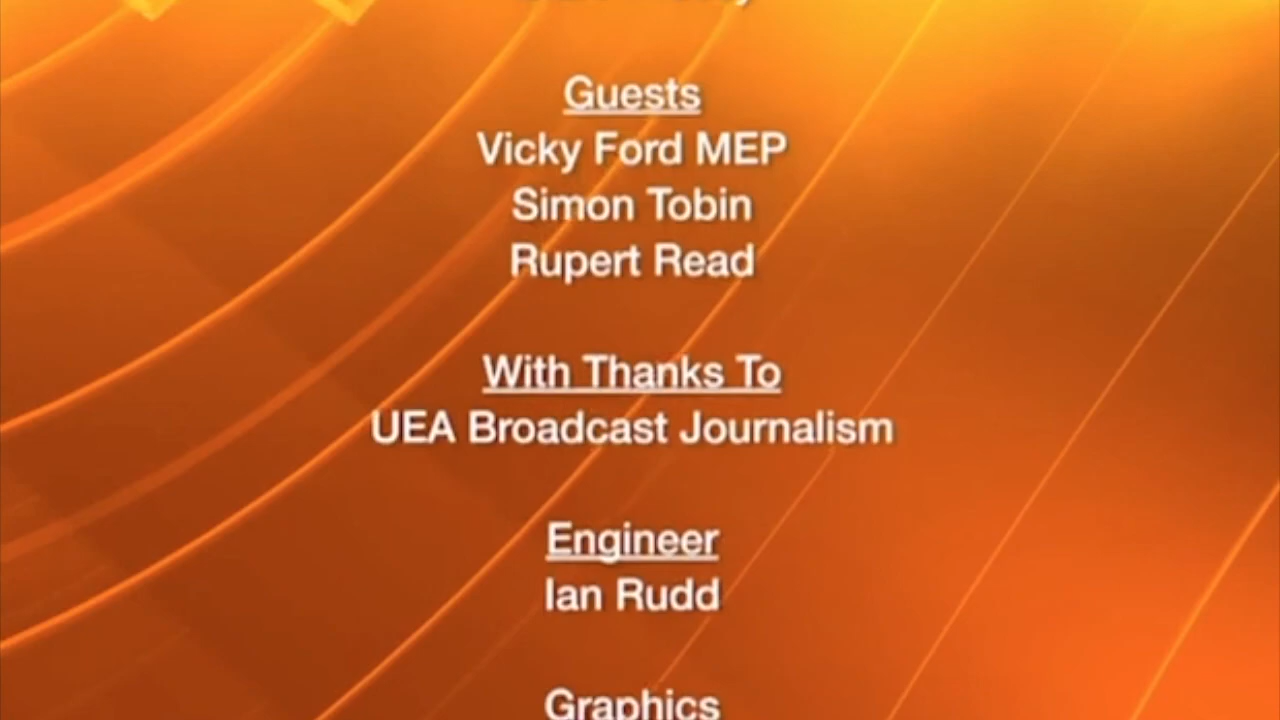 Guests
Vicky Ford MEP
Simon Tobin
Rupert Read
With Thanks To
UEA Broadcast Journalism
Engineer
Ian Rudd
Graphics